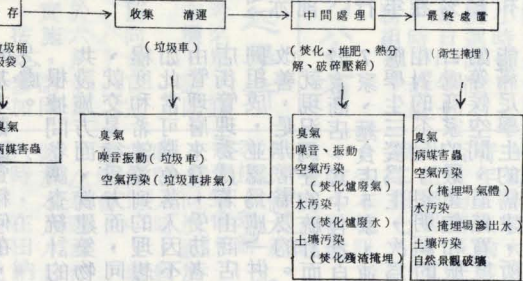 存
收集 清運
中間處理
最終處置
垃圾桶
圾袋)
(垃圾車)
(焚化、堆肥、熱分
解、破碎壓縮)
(衛生掩埋)
臭氣
病媒害蟲
臭氣
噪音振動(垃圾車)
空氣污染(垃圾車排氣)
臭氣
噪音、振動
空氣污染
(焚化爐廢氣)
水污染
(焚化爐廢水)
土壤污染
(焚化殘渣掩埋)
臭氣
病媒害蟲
空氣污染
(掩埋場氣體)
水污染
(掩埋場滲出水)
土壤污染
自然景觀破壞